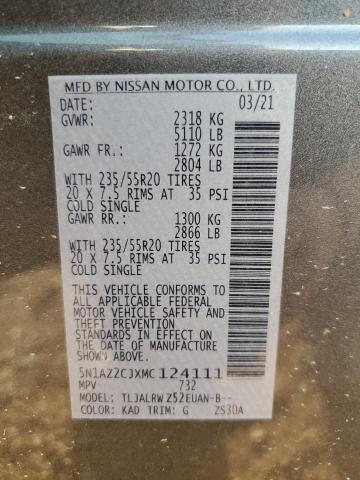 MFD BY NISSAN MOTOR CO., LTD.
DATE: 03/21
GVWR: 2318 KG
5110 LB
GAWR FR.: 1272 KG
2804 LB
WITH 235/55R20 TIRES
20 X 7.5 RIMS AT 35 PSI
COLD SINGLE
GAWR RR.: 1300 KG
2866 LB
WITH 235/55R20 TIRES
20 X 7.5 RIMS AT 35 PSI
COLD SINGLE
THIS VEHICLE CONFORMS TO
ALL APPLICABLE FEDERAL
MOTOR VEHICLE SAFETY AND
THEFT PREVENTION
STANDARDS IN EFFECT ON
THE DATE OF MANUFACTURE
SHOWN ABOVE.
5N1AZ2CJXMC124111
MPV 732
MODEL: TLJALRW Z52EUAN-B--
COLOR: KAD TRIM: G ZS30A